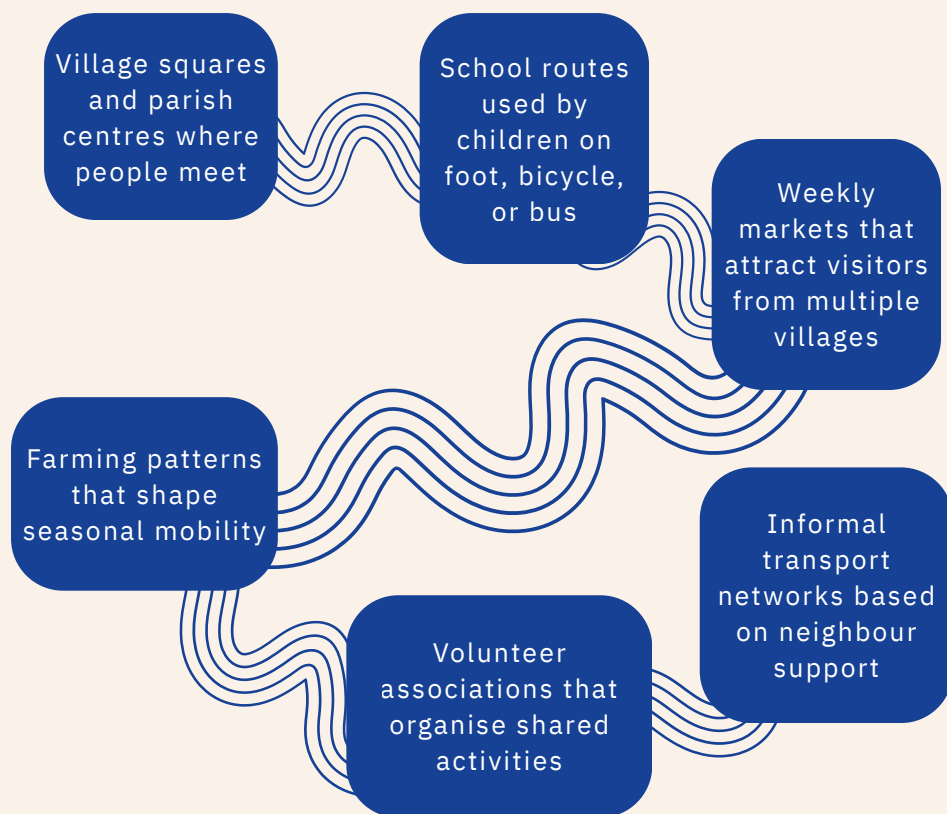 Village squares
and parish
centres where
people meet
School routes
used by
children on
foot, bicycle,
or bus
Weekly
markets that
attract visitors
from multiple
villages
Farming patterns
that shape
seasonal mobility
Volunteer
associations that
organise shared
activities
Informal
transport
networks based
on neighbour
support